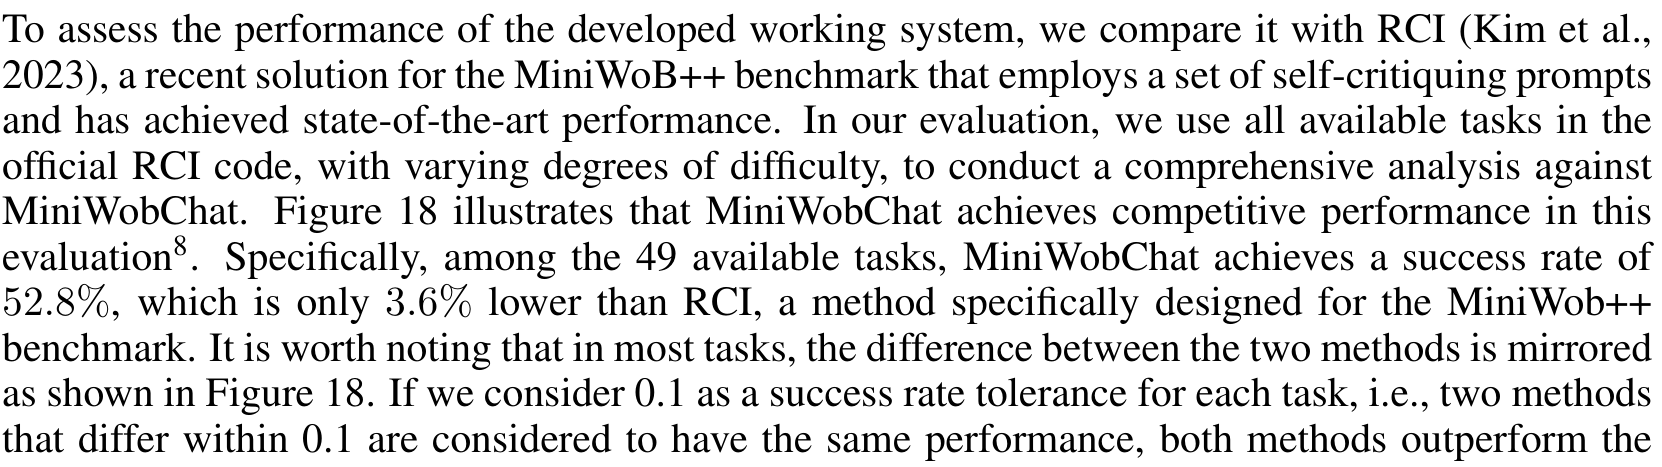 To assess the performance of the developed working system, we compare it with RCI (Kim et al.,
2023), a recent solution for the MiniWoB++ benchmark that employs a set of self-critiquing prompts
and has achieved state-of-the-art performance. In our evaluation, we use all available tasks in the
official RCI code, with varying degrees of difficulty, to conduct a comprehensive analysis against
MiniWobChat. Figure 18 illustrates that MiniWobChat achieves competitive performance in this
evaluation⁸. Specifically, among the 49 available tasks, MiniWobChat achieves a success rate of
52.8%, which is only 3.6% lower than RCI, a method specifically designed for the MiniWob++
benchmark. It is worth noting that in most tasks, the difference between the two methods is mirrored
as shown in Figure 18. If we consider 0.1 as a success rate tolerance for each task, i.e., two methods
that differ within 0.1 are considered to have the same performance, both methods outperform the